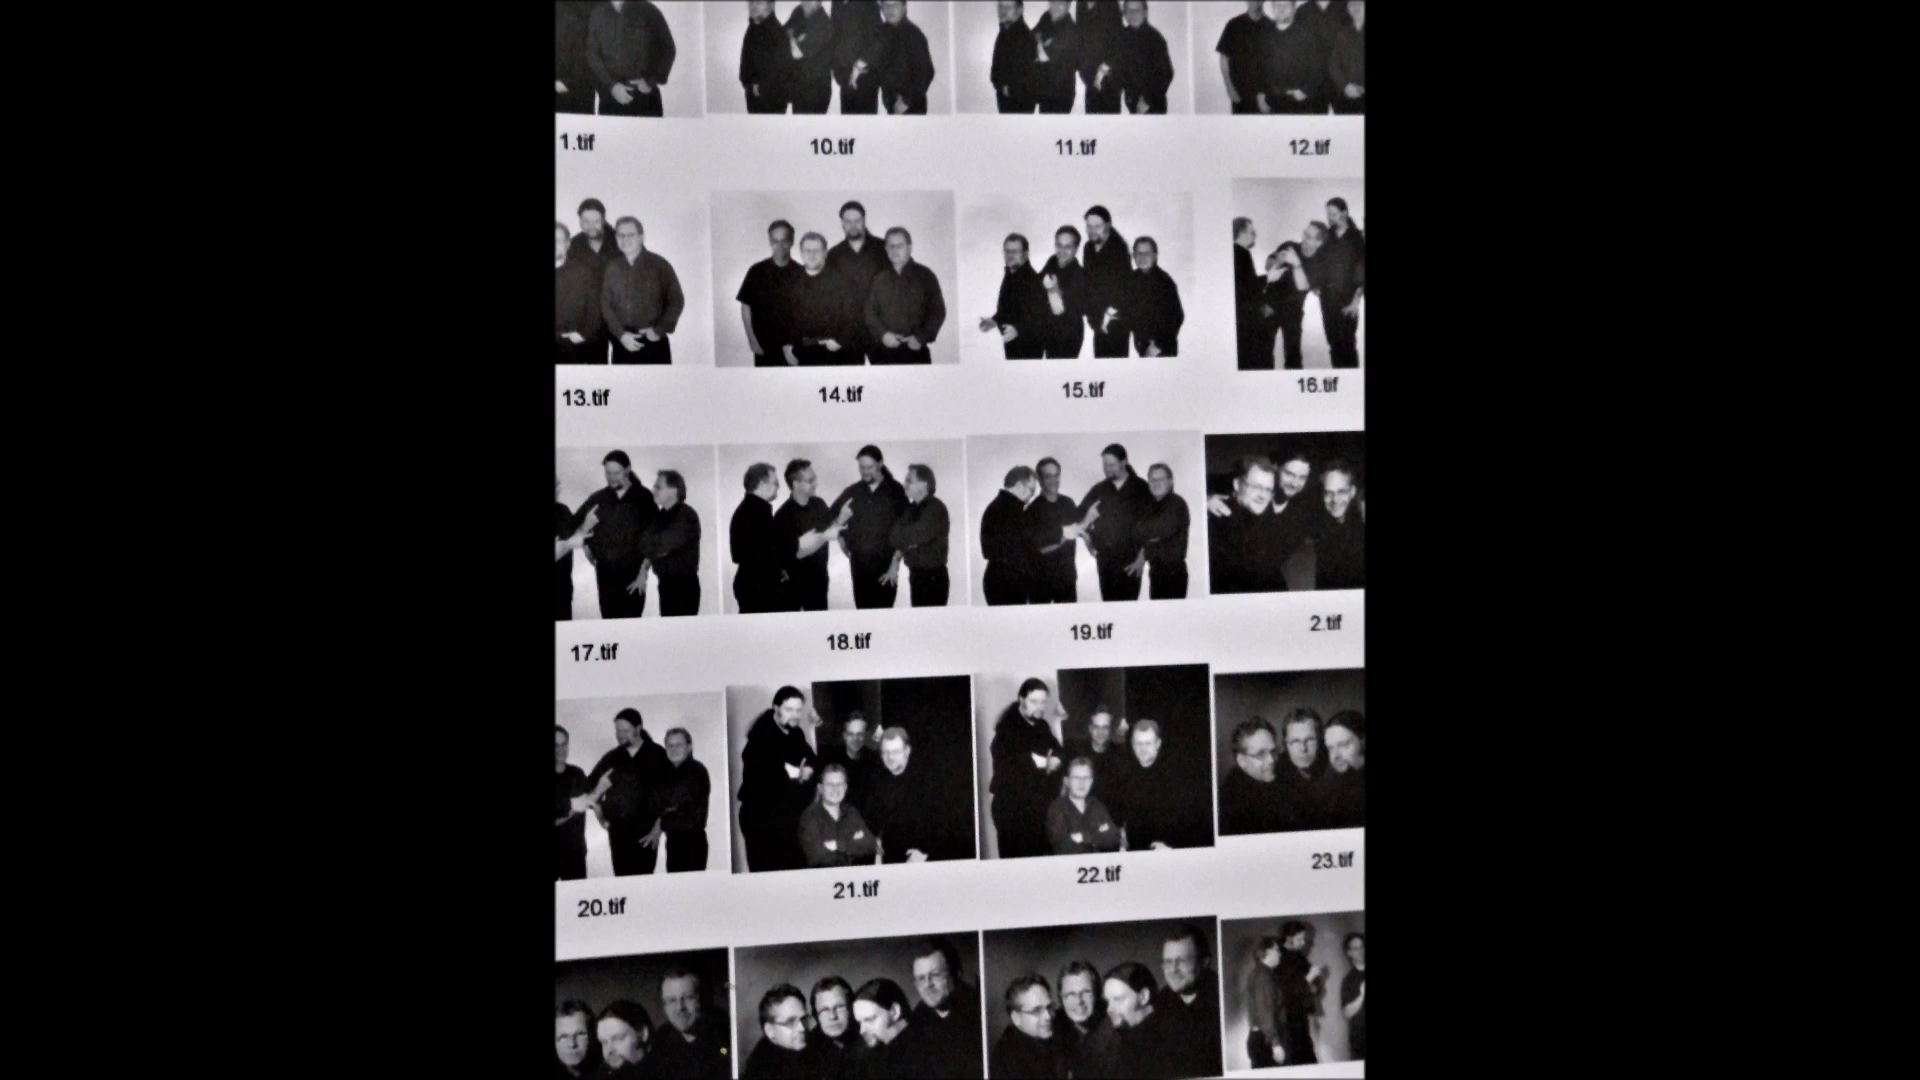 1.tif 10.tif 11.tif 12.tif
13.tif 14.tif 15.tif 16.tif
17.tif 18.tif 19.tif 2.tif
20.tif 21.tif 22.tif 23.tif